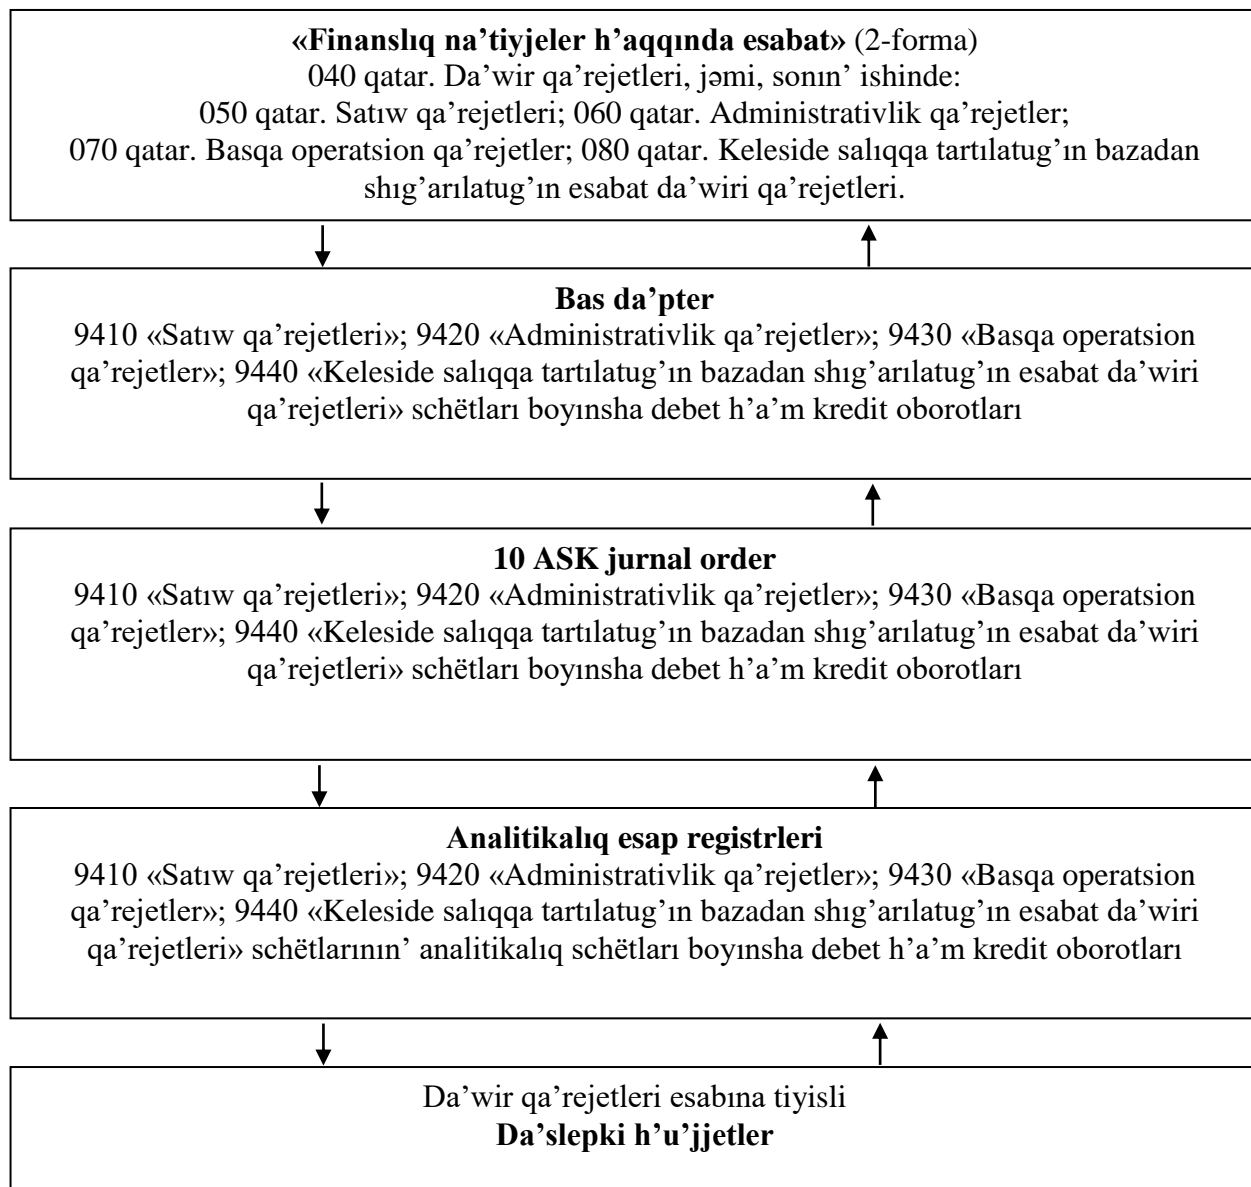 «Finanslıq na’tiyjeler h’aqqında esabat» (2-forma)
040 qatar. Da’wir qa’rejetleri, jәmi, sonın’ ishinde:
050 qatar. Satıw qa’rejetleri; 060 qatar. Administrativlik qa’rejetler;
070 qatar. Basqa operatsion qa’rejetler; 080 qatar. Keleside salıqqa tartılatug’ın bazadan
shıg’arılatug’ın esabat da’wiri qa’rejetleri.
Bas da’pter
9410 «Satıw qa’rejetleri»; 9420 «Administrativlik qa’rejetler»; 9430 «Basqa operatsion
qa’rejetler»; 9440 «Keleside salıqqa tartılatug’ın bazadan shıg’arılatug’ın esabat da’wiri
qa’rejetleri» schëtları boyınsha debet h’a’m kredit oborotları
10 ASK jurnal order
9410 «Satıw qa’rejetleri»; 9420 «Administrativlik qa’rejetler»; 9430 «Basqa operatsion
qa’rejetler»; 9440 «Keleside salıqqa tartılatug’ın bazadan shıg’arılatug’ın esabat da’wiri
qa’rejetleri» schëtları boyınsha debet h’a’m kredit oborotları
Analitikalıq esap registrleri
9410 «Satıw qa’rejetleri»; 9420 «Administrativlik qa’rejetler»; 9430 «Basqa operatsion
qa’rejetler»; 9440 «Keleside salıqqa tartılatug’ın bazadan shıg’arılatug’ın esabat da’wiri
qa’rejetleri» schëtlarının’ analitikalıq schëtları boyınsha debet h’a’m kredit oborotları
Da’wir qa’rejetleri esabına tiyisli
Da’slepki h’u’jjetler